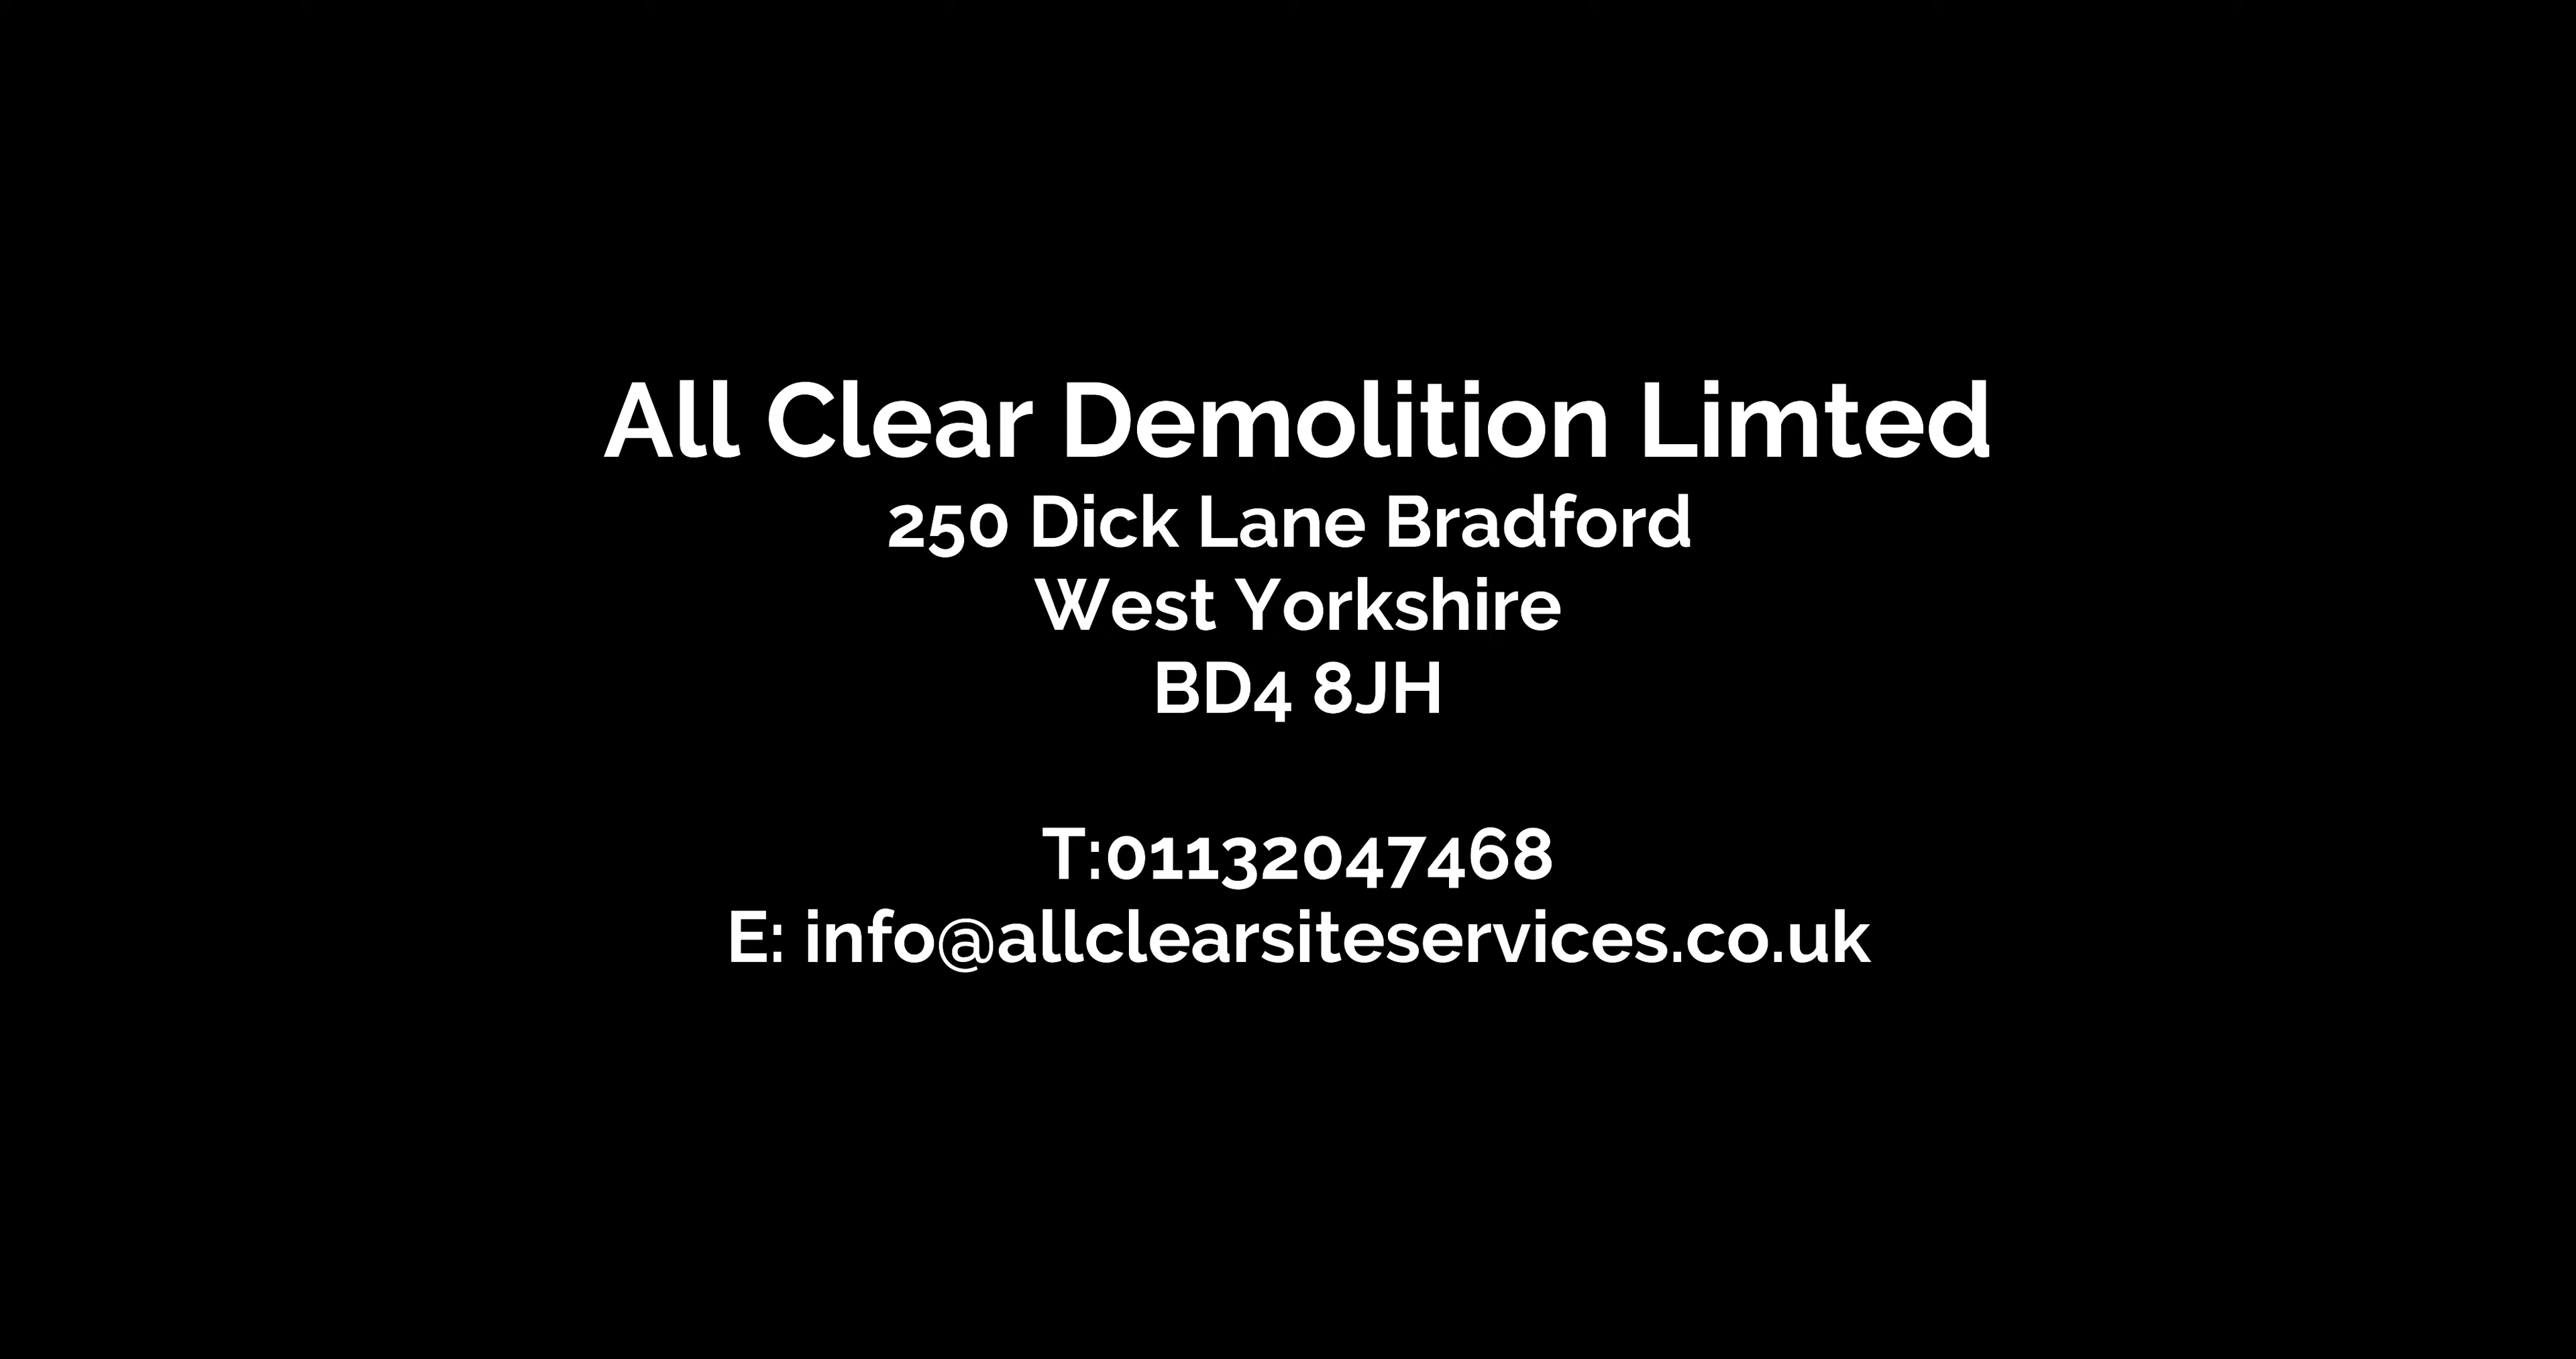 All Clear Demolition Limted
250 Dick Lane Bradford
West Yorkshire
BD4 8JH
T:01132047468
E: info@allclearsiteservices.co.uk